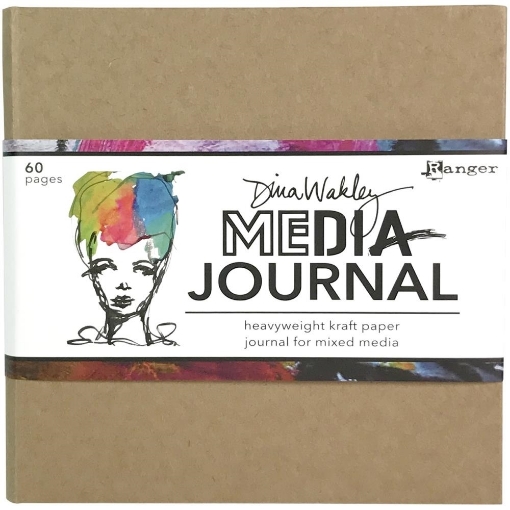 60
pages
Ranger
Dina Wakley
MEDIA
JOURNAL
heavyweight kraft paper
journal for mixed media